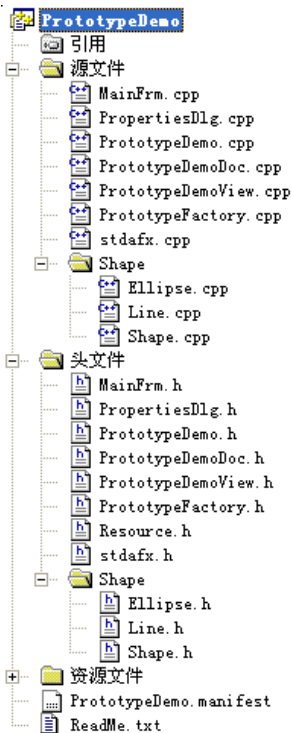 PrototypeDemo
引用
源文件
MainFrm.cpp
PropertiesDlg.cpp
PrototypeDemo.cpp
PrototypeDemoDoc.cpp
PrototypeDemoView.cpp
PrototypeFactory.cpp
stdafx.cpp
Shape
Ellipse.cpp
Line.cpp
Shape.cpp
头文件
MainFrm.h
PropertiesDlg.h
PrototypeDemo.h
PrototypeDemoDoc.h
PrototypeDemoView.h
PrototypeFactory.h
Resource.h
stdafx.h
Shape
Ellipse.h
Line.h
Shape.h
资源文件
PrototypeDemo.manifest
ReadMe.txt